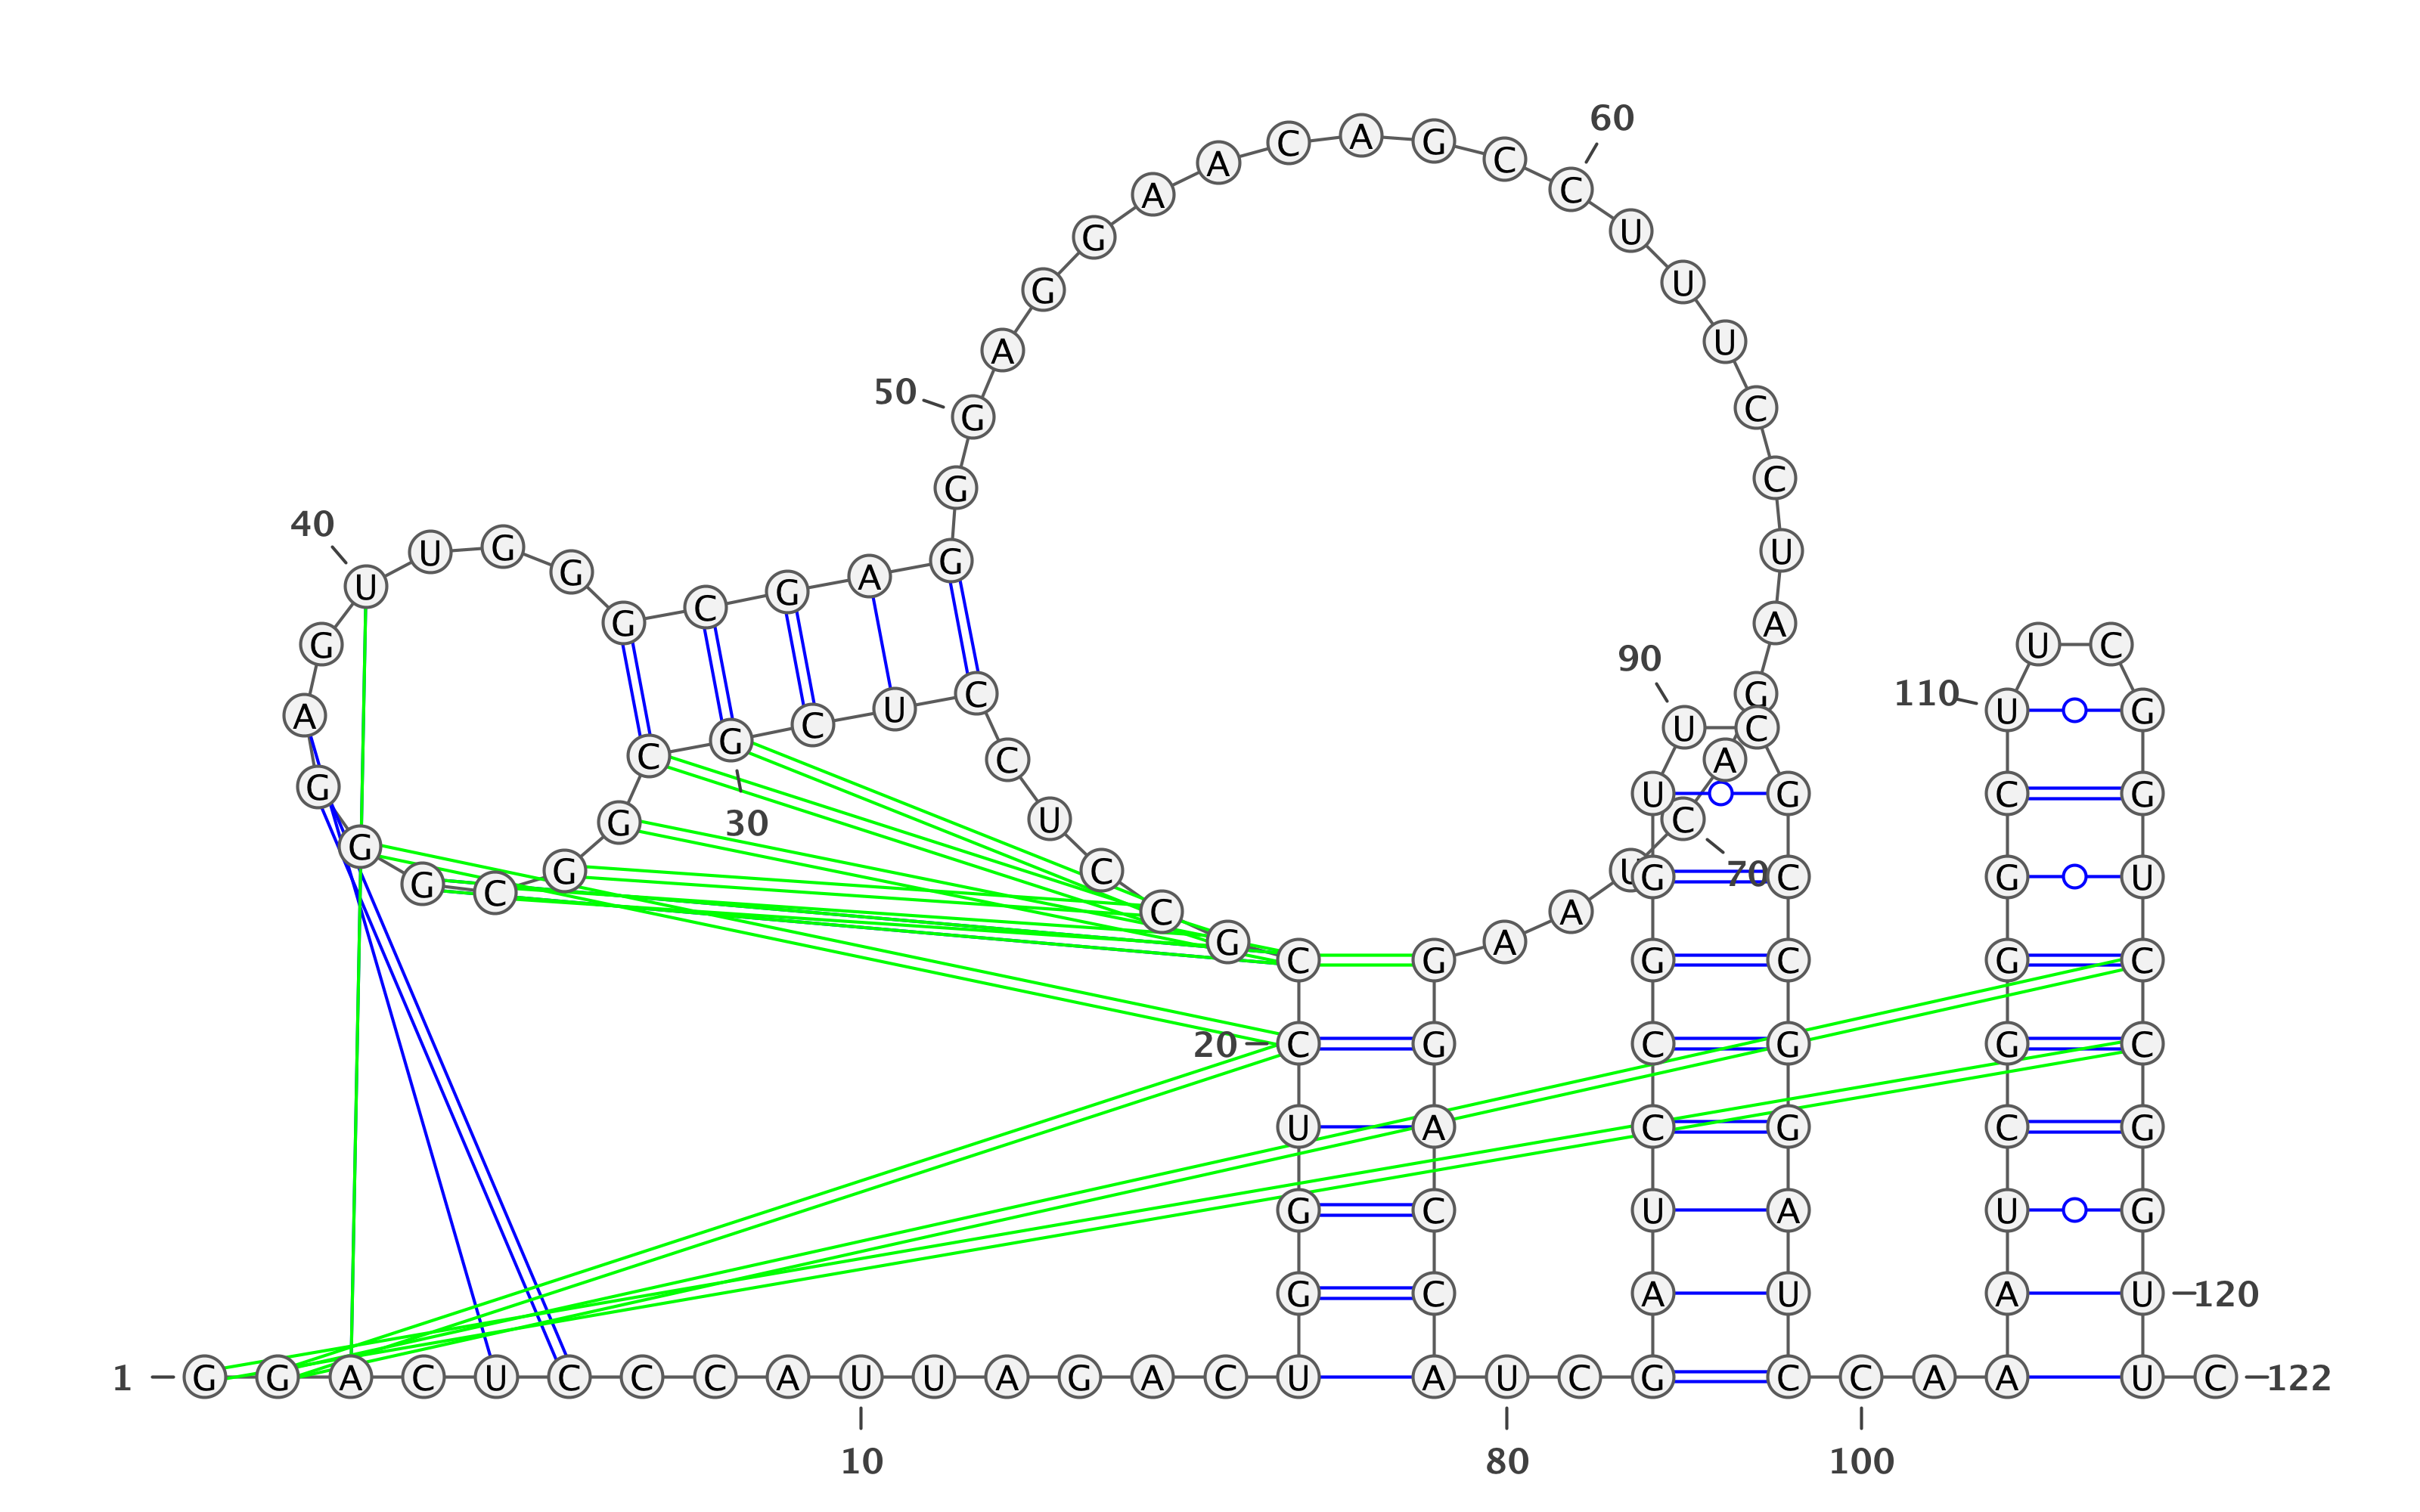 60
A C A G C
A C
G U
G U
A U
50 G C
G C
40 U G G G U
U C G A
G A
G 90 U C
A U C G 110 U G
C G C U C
C A
G U G C G
G 30 U C
G
G C G C U G 70 C G U
C A
G A
C G G C G C
20 C G C G G C
U A C G C G
G C U A U G
G C A U A U 120
1 G G A C U C C C A U U A G A C U A U C G C C A A U C 122
10 80 100